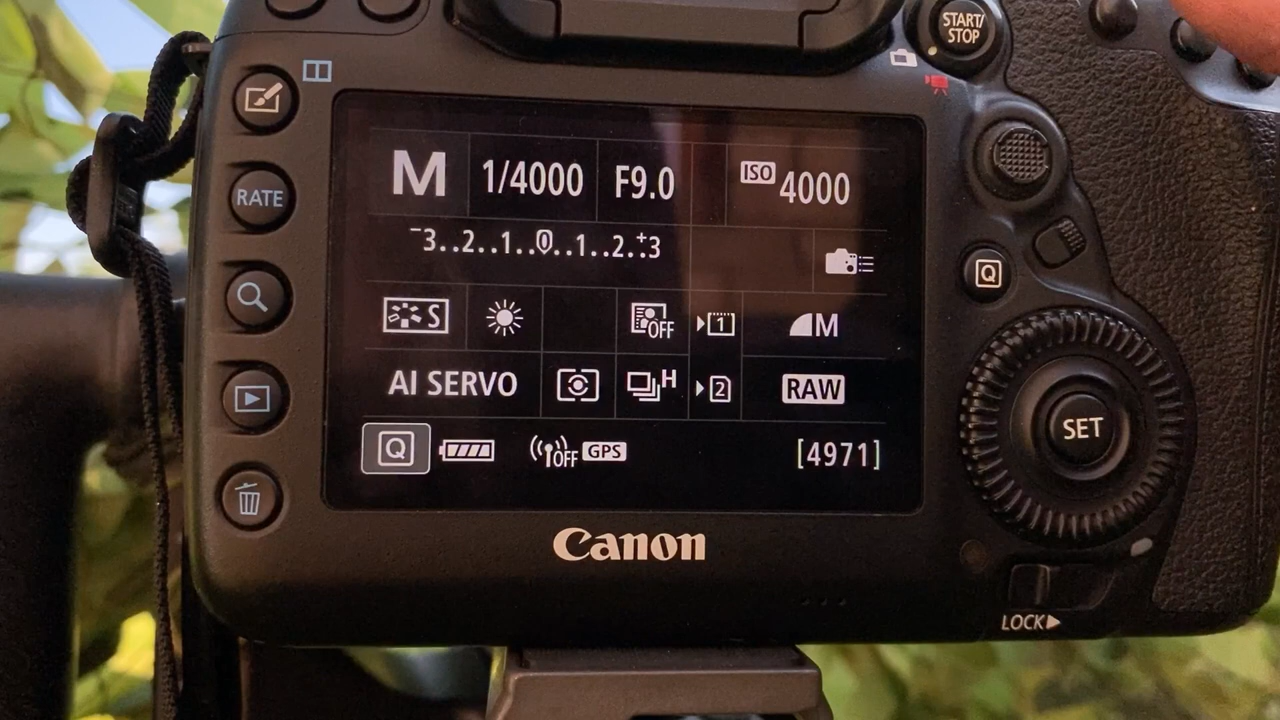 START/
STOP
M 1/4000 F9.0 ISO 4000
RATE
-3..2..1..0..1..2.+3
Q
S OFF 1 M
AI SERVO H 2 RAW
SET
Q OFF GPS [4971]
Canon
LOCK